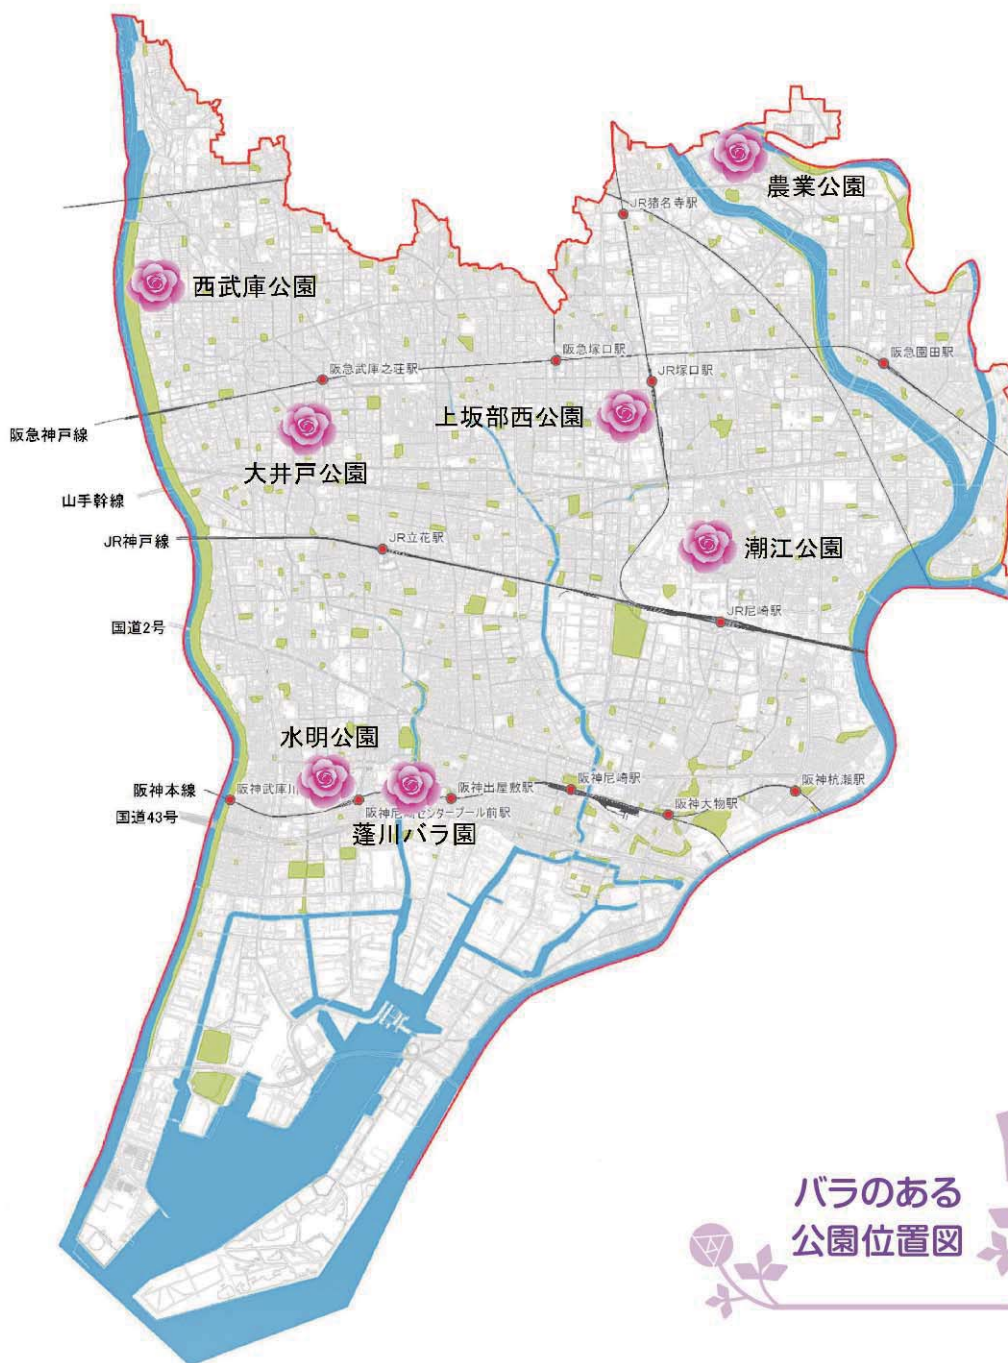 農業公園
JR猪名寺駅
西武庫公園
阪急塚口駅
阪急園田駅
阪急武庫之荘駅
JR塚口駅
上坂部西公園
阪急神戸線
大井戸公園
山手幹線
JR神戸線
JR立花駅
潮江公園
JR尼崎駅
国道2号
水明公園
阪神本線
阪神武庫川
阪神出屋敷駅
阪神尼崎駅
阪神杭瀬駅
国道43号
阪神尼崎センタープール前駅
阪神大物駅
蓬川バラ園
バラのある
公園位置図